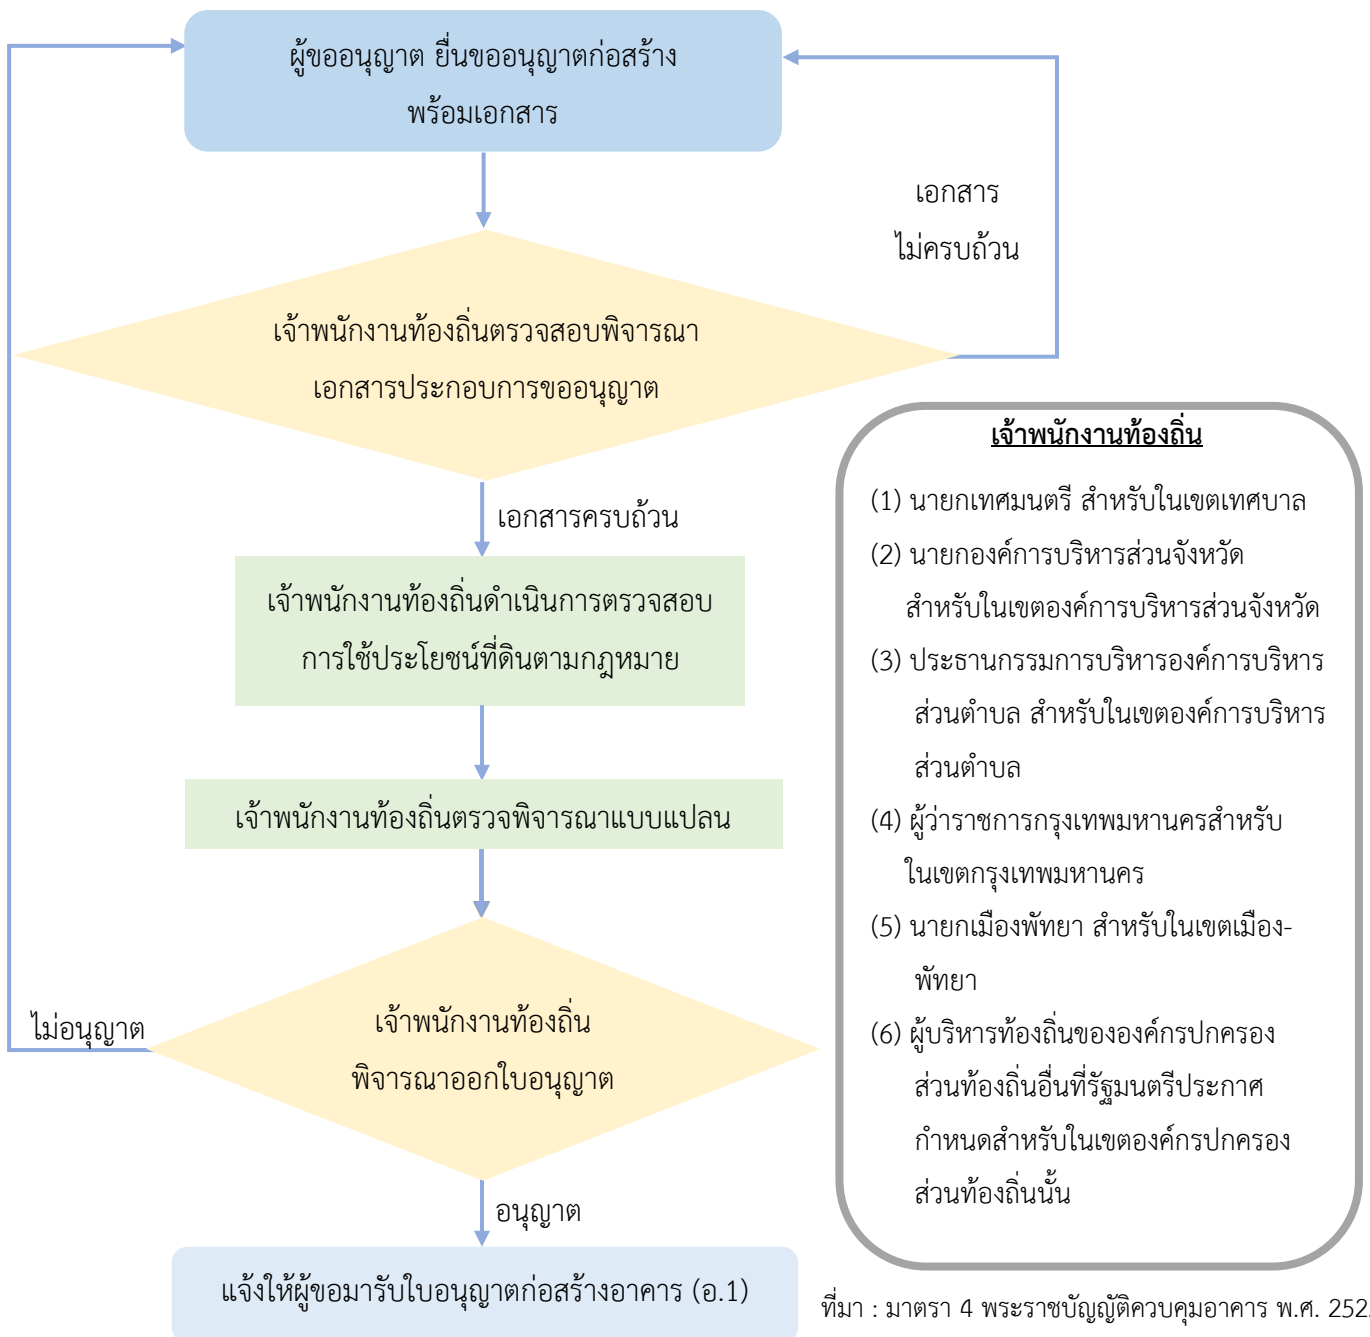 ผู้ขออนุญาต ยื่นขออนุญาตก่อสร้าง
พร้อมเอกสาร
เอกสาร
ไม่ครบถ้วน
เจ้าพนักงานท้องถิ่นตรวจสอบพิจารณา
เอกสารประกอบการขออนุญาต
เอกสารครบถ้วน
เจ้าพนักงานท้องถิ่นดำเนินการตรวจสอบ
การใช้ประโยชน์ที่ดินตามกฎหมาย
เจ้าพนักงานท้องถิ่นตรวจพิจารณาแบบแปลน
ไม่อนุญาต
เจ้าพนักงานท้องถิ่น
พิจารณาออกใบอนุญาต
อนุญาต
แจ้งให้ผู้ขอมารับใบอนุญาตก่อสร้างอาคาร (อ.1)
เจ้าพนักงานท้องถิ่น
(1) นายกเทศมนตรี สำหรับในเขตเทศบาล
(2) นายกองค์การบริหารส่วนจังหวัด
สำหรับในเขตองค์การบริหารส่วนจังหวัด
(3) ประธานกรรมการบริหารองค์การบริหาร
ส่วนตำบล สำหรับในเขตองค์การบริหาร
ส่วนตำบล
(4) ผู้ว่าราชการกรุงเทพมหานครสำหรับ
ในเขตกรุงเทพมหานคร
(5) นายกเมืองพัทยา สำหรับในเขตเมือง-
พัทยา
(6) ผู้บริหารท้องถิ่นขององค์กรปกครอง
ส่วนท้องถิ่นอื่นที่รัฐมนตรีประกาศ
กำหนดสำหรับในเขตองค์กรปกครอง
ส่วนท้องถิ่นนั้น
ที่มา : มาตรา 4 พระราชบัญญัติควบคุมอาคาร พ.ศ. 252